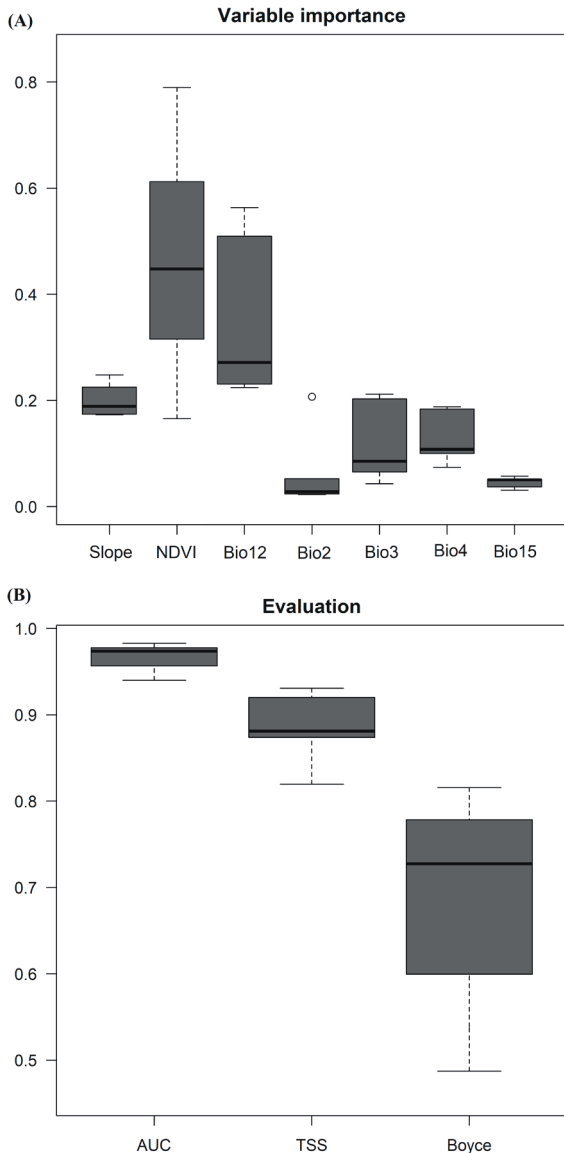 (A)
Variable importance
0.8
0.6
0.4
0.2
0.0
Slope NDVI Bio12 Bio2 Bio3 Bio4 Bio15
(B)
Evaluation
1.0
0.9
0.8
0.7
0.6
0.5
AUC TSS Boyce